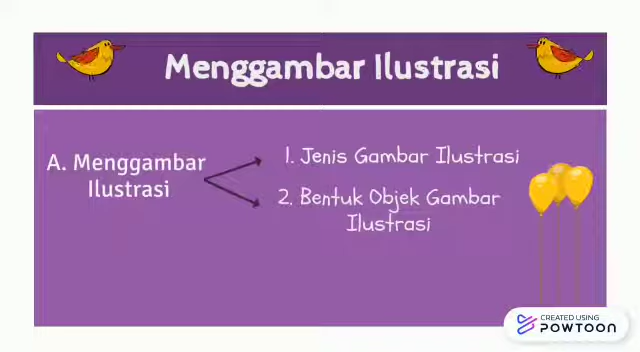 Menggambar Ilustrasi
A. Menggambar
Ilustrasi
1. Jenis Gambar Ilustrasi
2. Bentuk Objek Gambar
Ilustrasi
CREATED USING
POWTOON